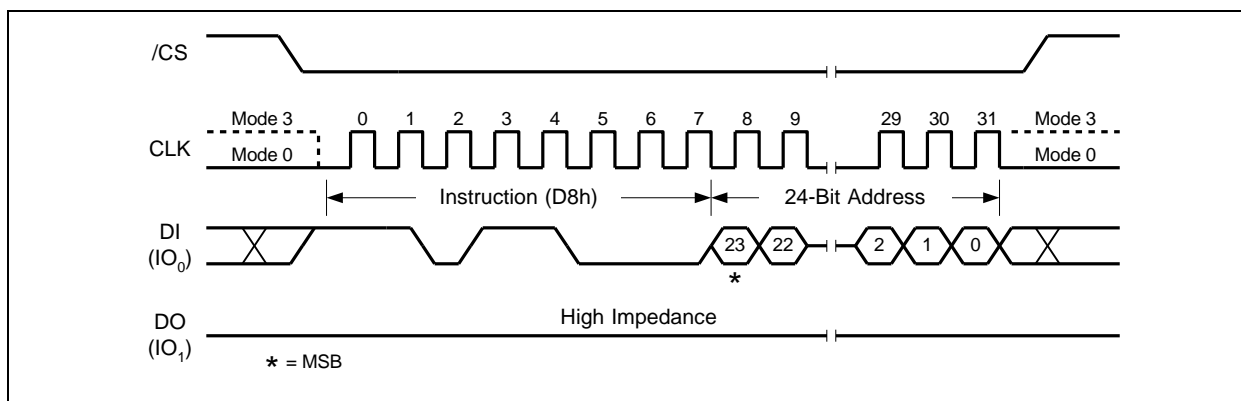 /CS
Mode 3 0 1 2 3 4 5 6 7 8 9 29 30 31 Mode 3
CLK Mode 0 Mode 0
Instruction (D8h) 24-Bit Address
DI
(IO0) 23 22 2 1 0
*
DO High Impedance
(IO1)
* = MSB